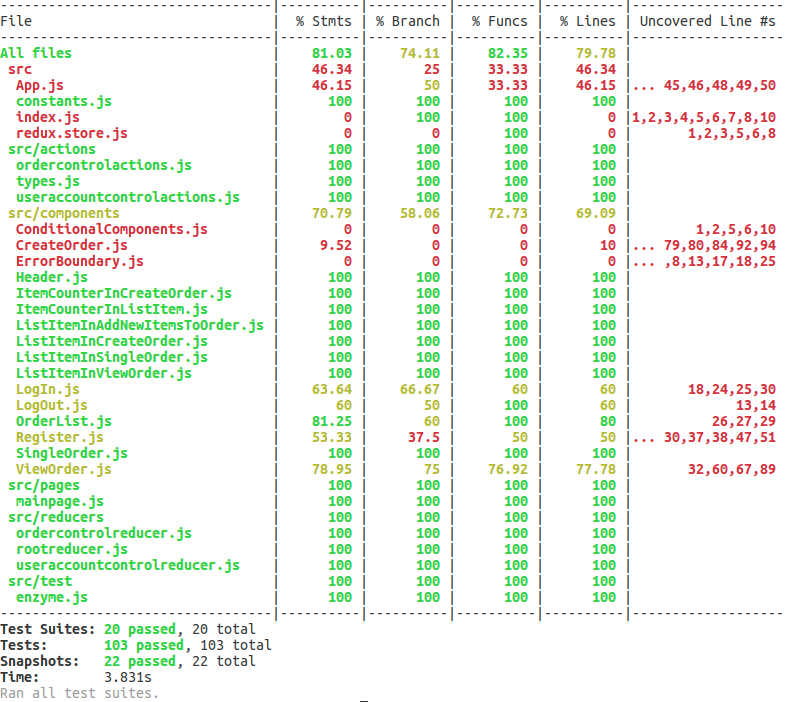 ----------------------------------|----------|----------|----------|----------|-------------------|
File                              |  % Stmts | % Branch |  % Funcs |  % Lines | Uncovered Line #s
----------------------------------|----------|----------|----------|----------|-------------------|
All files                         |    81.03 |    74.11 |    82.35 |    79.78 |
 src                              |    46.34 |       25 |    33.33 |    46.34 |
  App.js                          |    46.15 |       50 |    33.33 |    46.15 |... 45,46,48,49,50
  constants.js                    |      100 |      100 |      100 |      100 |
  index.js                        |        0 |      100 |      100 |        0 |1,2,3,4,5,6,7,8,10
  redux.store.js                  |        0 |        0 |      100 |        0 |       1,2,3,5,6,8
 src/actions                      |      100 |      100 |      100 |      100 |
  ordercontrolactions.js          |      100 |      100 |      100 |      100 |
  types.js                        |      100 |      100 |      100 |      100 |
  useraccountcontrolactions.js    |      100 |      100 |      100 |      100 |
 src/components                   |    70.79 |    58.06 |    72.73 |    69.09 |
  ConditionalComponents.js        |        0 |        0 |        0 |        0 |        1,2,5,6,10
  CreateOrder.js                  |     9.52 |        0 |        0 |       10 |... 79,80,84,92,94
  ErrorBoundary.js                |        0 |        0 |        0 |        0 |... ,8,13,17,18,25
  Header.js                       |      100 |      100 |      100 |      100 |
  ItemCounterInCreateOrder.js     |      100 |      100 |      100 |      100 |
  ItemCounterInListItem.js        |      100 |      100 |      100 |      100 |
  ListItemInAddNewItemsToOrder.js |      100 |      100 |      100 |      100 |
  ListItemInCreateOrder.js        |      100 |      100 |      100 |      100 |
  ListItemInSingleOrder.js        |      100 |      100 |      100 |      100 |
  ListItemInViewOrder.js          |      100 |      100 |      100 |      100 |
  LogIn.js                        |    63.64 |    66.67 |       60 |       60 |       18,24,25,30
  LogOut.js                       |       60 |       50 |      100 |       60 |             13,14
  OrderList.js                    |    81.25 |       60 |      100 |       80 |          26,27,29
  Register.js                     |    53.33 |     37.5 |       50 |       50 |... 30,37,38,47,51
  SingleOrder.js                  |      100 |      100 |      100 |      100 |
  ViewOrder.js                    |    78.95 |       75 |    76.92 |    77.78 |       32,60,67,89
 src/pages                        |      100 |      100 |      100 |      100 |
  mainpage.js                     |      100 |      100 |      100 |      100 |
 src/reducers                     |      100 |      100 |      100 |      100 |
  ordercontrolreducer.js          |      100 |      100 |      100 |      100 |
  rootreducer.js                  |      100 |      100 |      100 |      100 |
  useraccountcontrolreducer.js    |      100 |      100 |      100 |      100 |
 src/test                         |      100 |      100 |      100 |      100 |
  enzyme.js                       |      100 |      100 |      100 |      100 |
----------------------------------|----------|----------|----------|----------|-------------------|
Test Suites: 20 passed, 20 total
Tests:       103 passed, 103 total
Snapshots:   22 passed, 22 total
Time:        3.831s
Ran all test suites.